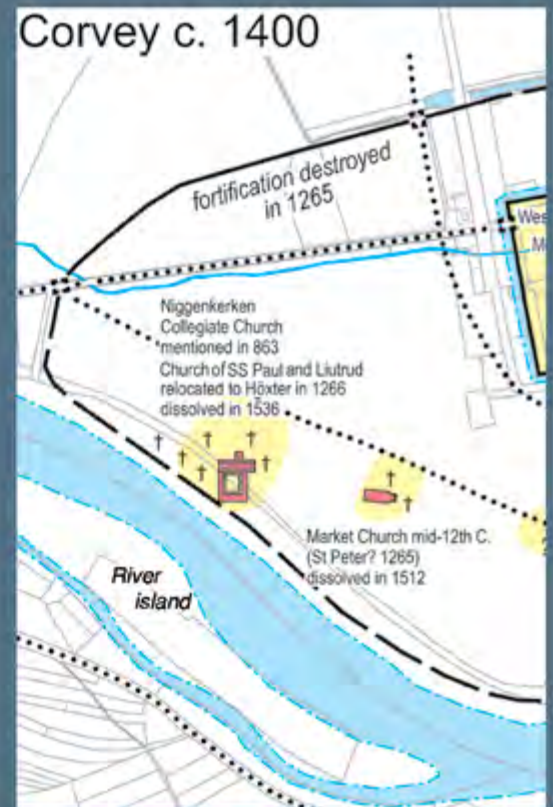 Corvey c. 1400
fortification destroyed
in 1265
Wes
M
Niggenkerken
Collegiate Church
mentioned in 863
Church of SS Paul and Liutrud
relocated to Höxter in 1266
dissolved in 1536
Market Church mid-12th C.
(St Peter? 1265)
dissolved in 1512
River
island